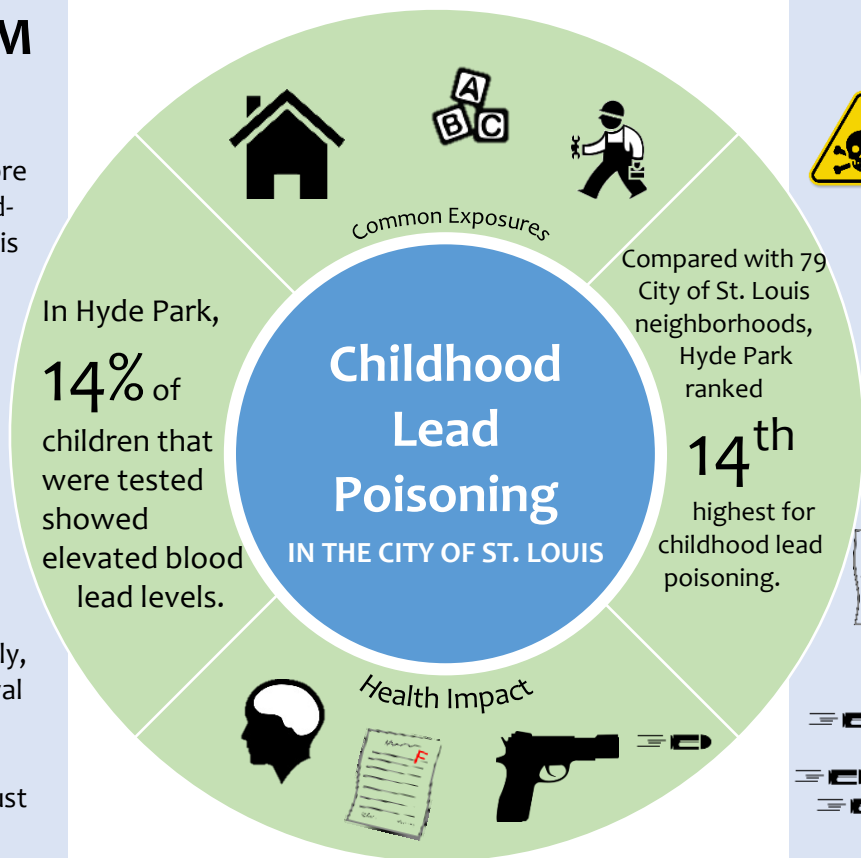 M
is
Common Exposures
In Hyde Park,
14% of
children that
were tested
showed
elevated blood
lead levels.
Childhood
Lead
Poisoning
IN THE CITY OF ST. LOUIS
Compared with 79
City of St. Louis
neighborhoods,
Hyde Park
ranked
14th
highest for
childhood lead
poisoning.
Health Impact
A
B C
F